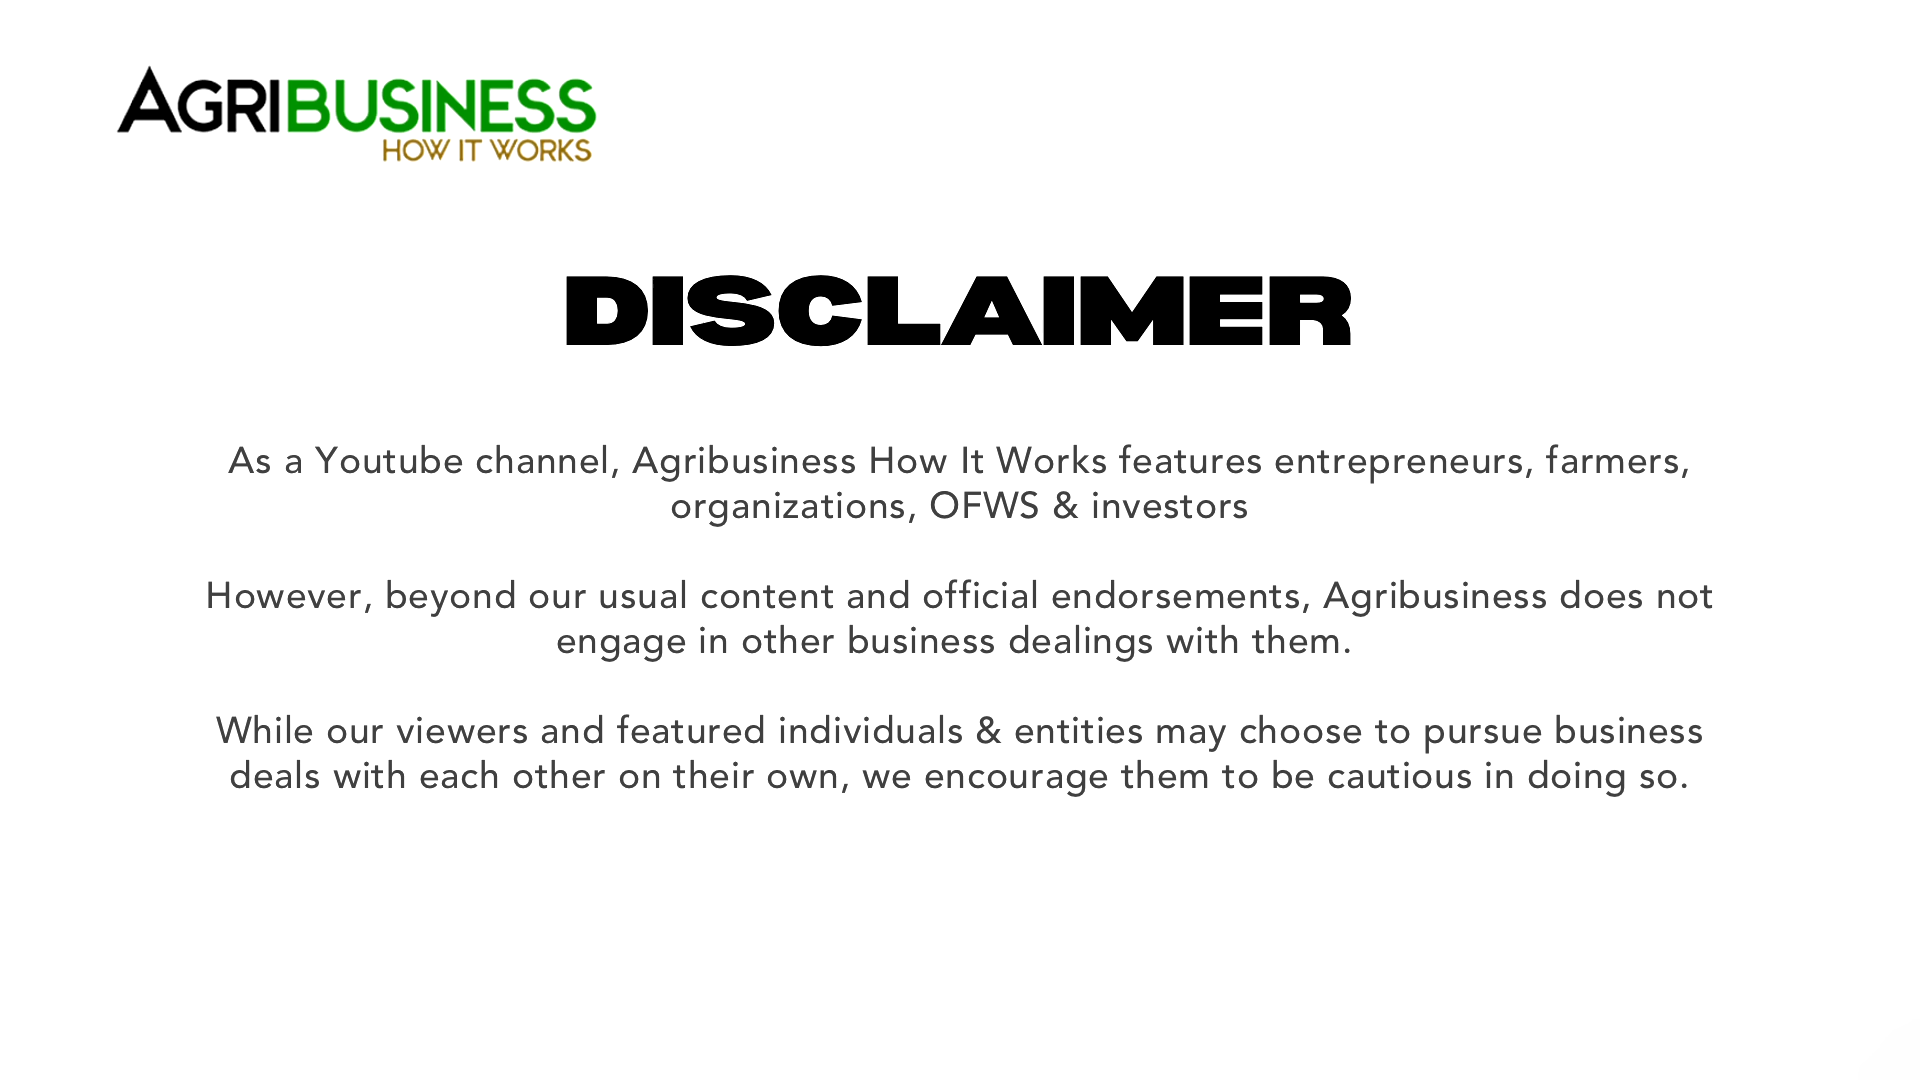 AGRIBUSINESS
HOW IT WORKS
DISCLAIMER
As a Youtube channel, Agribusiness How It Works features entrepreneurs, farmers,
organizations, OFWS & investors
However, beyond our usual content and official endorsements, Agribusiness does not
engage in other business dealings with them.
While our viewers and featured individuals & entities may choose to pursue business
deals with each other on their own, we encourage them to be cautious in doing so.